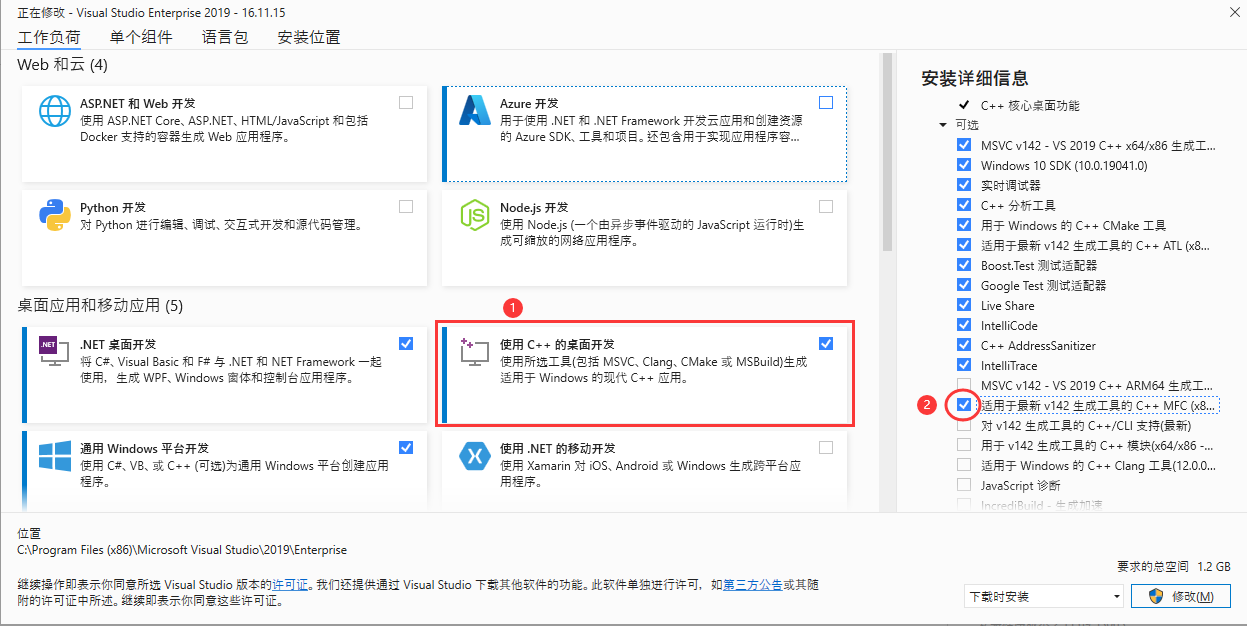 正在修改 - Visual Studio Enterprise 2019 - 16.11.15
工作负荷 单个组件 语言包 安装位置
Web 和云 (4)
ASP.NET 和 Web 开发
使用 ASP.NET Core、ASP.NET、HTML/JavaScript 和包括
Docker 支持的容器生成 Web 应用程序。
Azure 开发
用于使用 .NET 和 .NET Framework 开发云应用和创建资源
的 Azure SDK、工具和项目。还包含用于实现应用程序容...
Python 开发
对 Python 进行编辑、调试、交互式开发和源代码管理。
Node.js 开发
使用 Node.js (一个由异步事件驱动的 JavaScript 运行时)生
成可缩放的网络应用程序。
桌面应用和移动应用 (5)
1
.NET
.NET 桌面开发
将 C#、Visual Basic 和 F# 与 .NET 和 .NET Framework 一起
使用，生成 WPF、Windows 窗体和控制台应用程序。
使用 C++ 的桌面开发
使用所选工具(包括 MSVC、Clang、CMake 或 MSBuild)生成
适用于 Windows 的现代 C++ 应用。
通用 Windows 平台开发
使用 C#、VB、或 C++ (可选)为通用 Windows 平台创建应用
程序。
使用 .NET 的移动开发
使用 Xamarin 对 iOS、Android 或 Windows 生成跨平台应
用程序。
安装详细信息
C++ 核心桌面功能
可选
MSVC v142 - VS 2019 C++ x64/x86 生成工...
Windows 10 SDK (10.0.19041.0)
实时调试器
C++ 分析工具
用于 Windows 的 C++ CMake 工具
适用于最新 v142 生成工具的 C++ ATL (x8...
Boost.Test 测试适配器
Google Test 测试适配器
Live Share
IntelliCode
C++ AddressSanitizer
IntelliTrace
MSVC v142 - VS 2019 C++ ARM64 生成工...
2
适用于最新 v142 生成工具的 C++ MFC (x8...
对 v142 生成工具的 C++/CLI 支持(最新)
用于 v142 生成工具的 C++ 模块(x64/x86 -...
适用于 Windows 的 C++ Clang 工具(12.0.0...
JavaScript 诊断
IncrediBuild - 生成加速
位置
C:\Program Files (x86)\Microsoft Visual Studio\2019\Enterprise
继续操作即表示你同意所选 Visual Studio 版本的许可证。我们还提供通过 Visual Studio 下载其他软件的功能。此软件单独进行许可，如第三方公告或其随
附的许可证中所述。继续即表示你同意这些许可证。
要求的总空间 1.2 GB
下载时安装
修改(M)